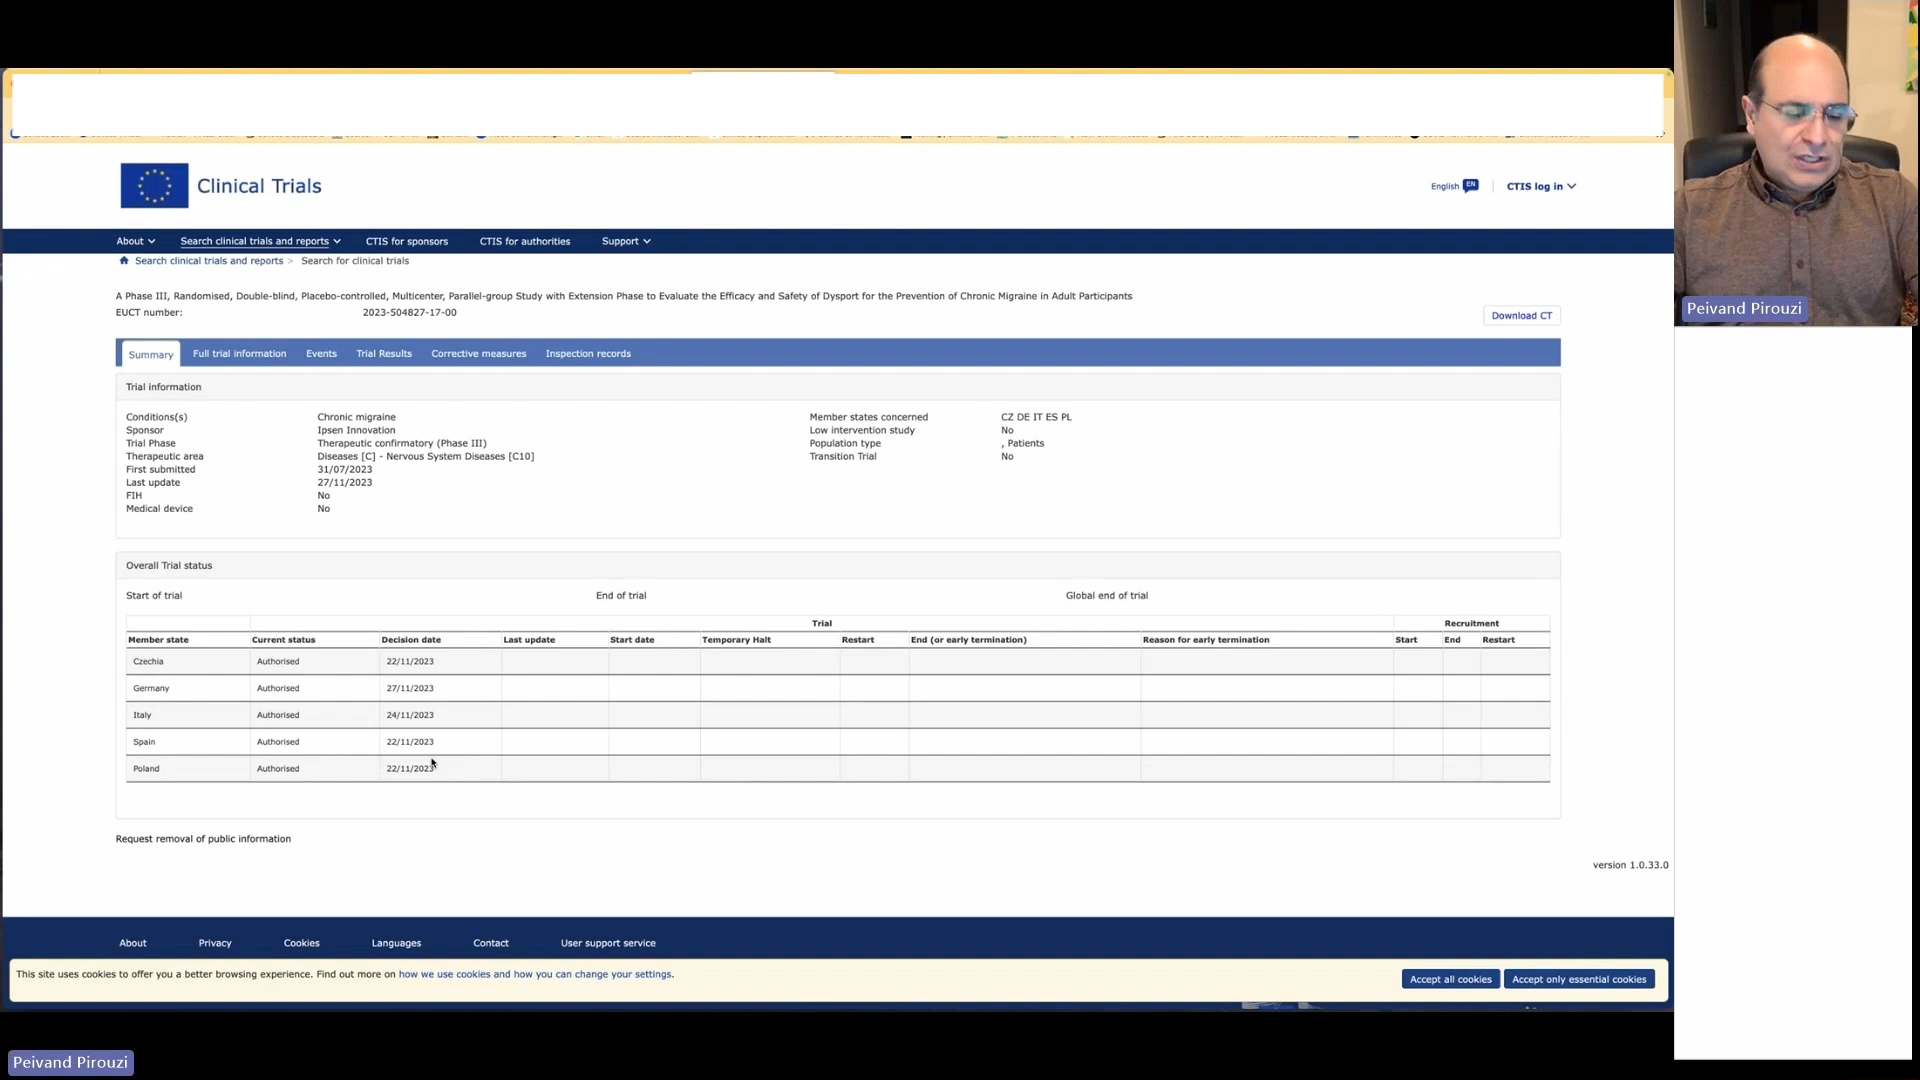 Clinical Trials
English EN
CTIS log in
About
Search clinical trials and reports
CTIS for sponsors
CTIS for authorities
Support
Search clinical trials and reports > Search for clinical trials
A Phase III, Randomised, Double-blind, Placebo-controlled, Multicenter, Parallel-group Study with Extension Phase to Evaluate the Efficacy and Safety of Dysport for the Prevention of Chronic Migraine in Adult Participants
EUCT number: 2023-504827-17-00
Download CT
Summary Full trial information Events Trial Results Corrective measures Inspection records
Trial information
Conditions(s) Chronic migraine
Sponsor Ipsen Innovation
Trial Phase Therapeutic confirmatory (Phase III)
Therapeutic area Diseases [C] - Nervous System Diseases [C10]
First submitted 31/07/2023
Last update 27/11/2023
FIH No
Medical device No
Member states concerned CZ DE IT ES PL
Low intervention study No
Population type , Patients
Transition Trial No
Overall Trial status
Start of trial End of trial Global end of trial
Trial Recruitment
Member state Current status Decision date Last update Start date Temporary Halt Restart End (or early termination) Reason for early termination Start End Restart
Czechia Authorised 22/11/2023
Germany Authorised 27/11/2023
Italy Authorised 24/11/2023
Spain Authorised 22/11/2023
Poland Authorised 22/11/2023
Request removal of public information
version 1.0.33.0
About Privacy Cookies Languages Contact User support service
This site uses cookies to offer you a better browsing experience. Find out more on how we use cookies and how you can change your settings.
Accept all cookies
Accept only essential cookies
Peivand Pirouzi
Peivand Pirouzi